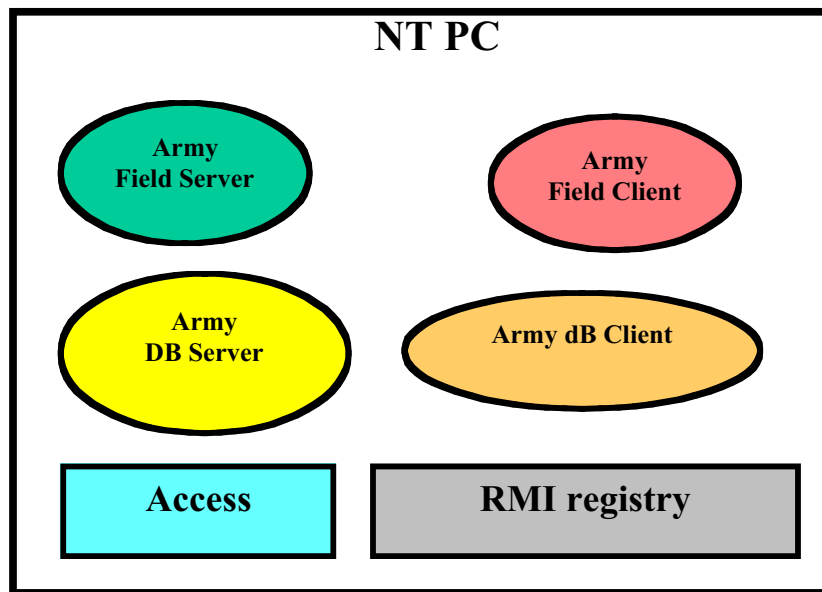 NT PC
Army
Field Server
Army
Field Client
Army
DB Server
Army dB Client
Access
RMI registry